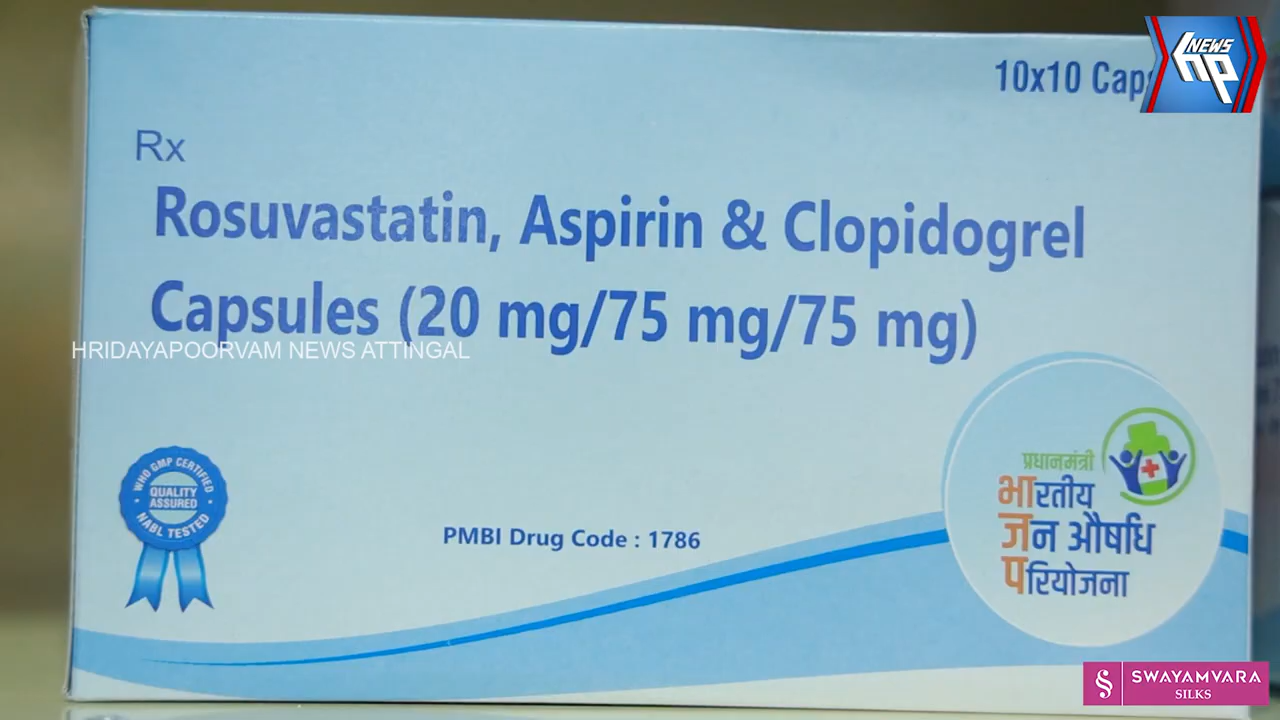 NEWS
hp
10x10 Cap
Rx
Rosuvastatin, Aspirin & Clopidogrel
Capsules (20 mg/75 mg/75 mg)
HRIDAYAPOORVAM NEWS ATTINGAL
WHO GMP CERTIFIED
QUALITY
ASSURED
NABL TESTED
PMBI Drug Code : 1786
प्रधानमंत्री
भारतीय
जन औषधि
परियोजना
SWAYAMVARA
SILKS